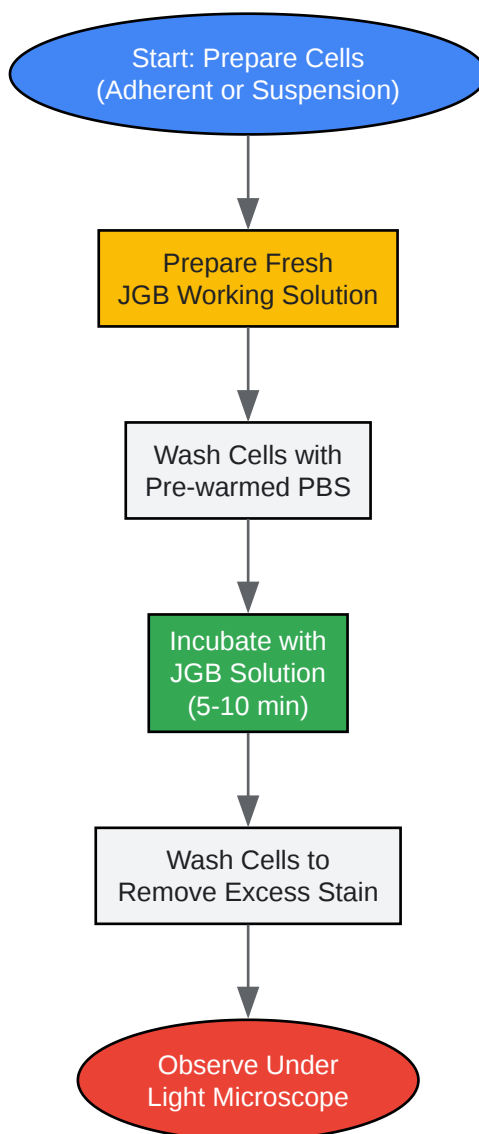 Start: Prepare Cells
(Adherent or Suspension)
Prepare Fresh
JGB Working Solution
Wash Cells with
Pre-warmed PBS
Incubate with
JGB Solution
(5-10 min)
Wash Cells to
Remove Excess Stain
Observe Under
Light Microscope